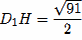 D₁H = √91/2